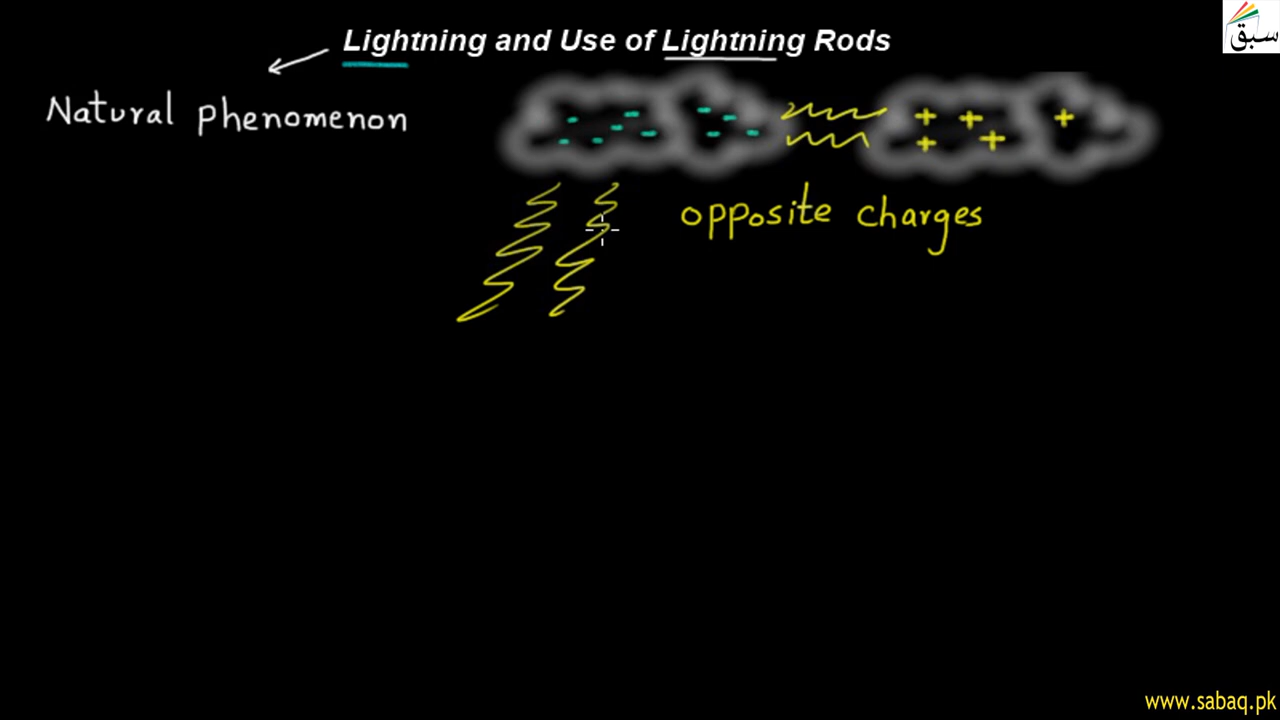 Lightning and Use of Lightning Rods
سبق
Natural phenomenon
opposite charges
www.sabaq.pk